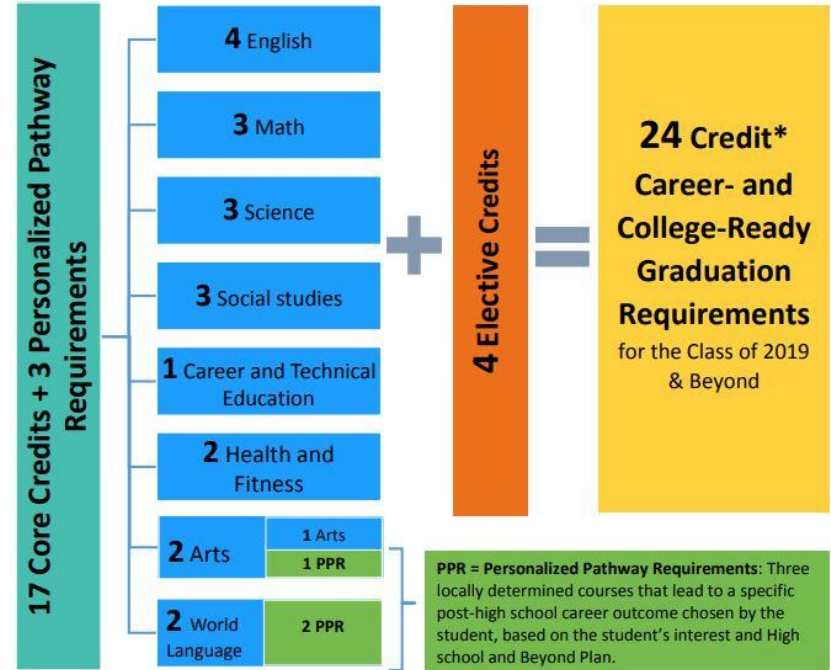 17 Core Credits + 3 Personalized Pathway
Requirements
4 English
3 Math
3 Science
3 Social studies
1 Career and Technical
Education
2 Health and
Fitness
2 Arts
1 Arts
1 PPR
2 World
Language
2 PPR
+
4 Elective Credits
=
24 Credit*
Career- and
College-Ready
Graduation
Requirements
for the Class of 2019
& Beyond
PPR = Personalized Pathway Requirements: Three
locally determined courses that lead to a specific
post-high school career outcome chosen by the
student, based on the student's interest and High
school and Beyond Plan.